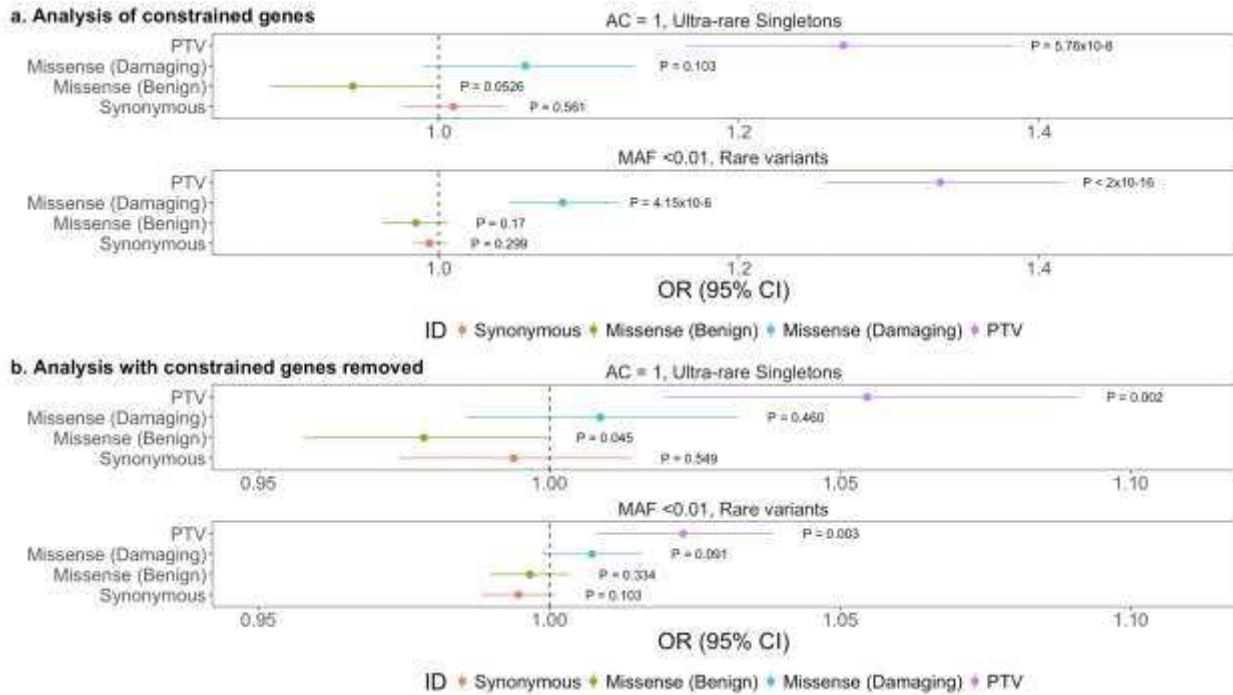 a. Analysis of constrained genes
AC = 1, Ultra-rare Singletons
PTV
P = 5.76x10-8
Missense (Damaging)
P = 0.103
Missense (Benign)
P = 0.0526
Synonymous
P = 0.561
1.0 1.2 1.4
MAF <0.01, Rare variants
PTV
P < 2x10-16
Missense (Damaging)
P = 4.15x10-6
Missense (Benign)
P = 0.17
Synonymous
P = 0.299
1.0 1.2 1.4
OR (95% CI)
ID Synonymous Missense (Benign) Missense (Damaging) PTV
b. Analysis with constrained genes removed
AC = 1, Ultra-rare Singletons
PTV
P = 0.002
Missense (Damaging)
P = 0.460
Missense (Benign)
P = 0.045
Synonymous
P = 0.549
0.95 1.00 1.05 1.10
MAF <0.01, Rare variants
PTV
P = 0.003
Missense (Damaging)
P = 0.091
Missense (Benign)
P = 0.334
Synonymous
P = 0.103
0.95 1.00 1.05 1.10
OR (95% CI)
ID Synonymous Missense (Benign) Missense (Damaging) PTV